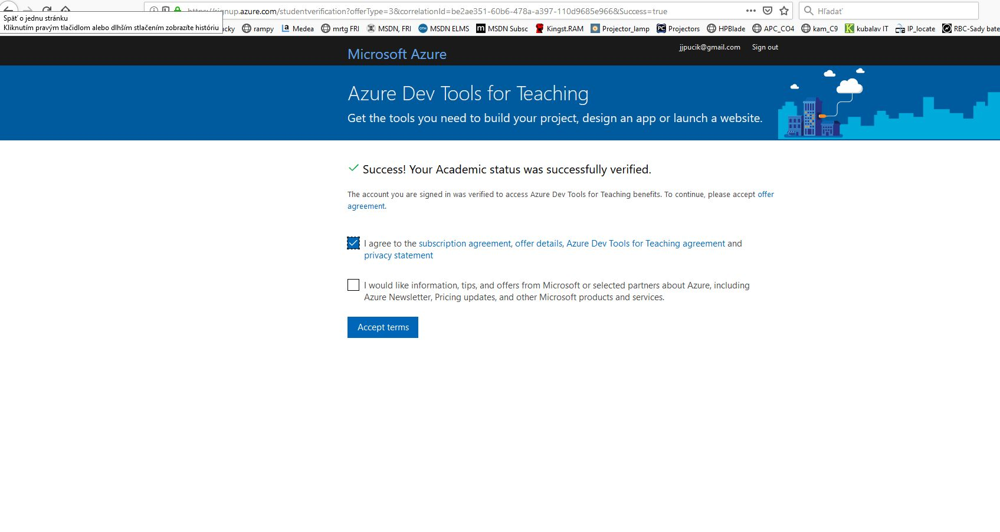 Späť o jednu stránku
Kliknutím pravým tlačidlom alebo dlhším stlačením zobrazíte históriu
https://signup.azure.com/studentverification?offerType=3&correlationId=be2ae351-60b6-478a-a397-110d9685e966&Success=true
Hľadať
rampy Medea mrtg FRI MSDN, FRI MSDN ELMS MSDN Subsc Kingst.RAM Projector_lamp Projectors HPBlade APC_CO4 kam_C9 kubalav IT IP_locate RBC-Sady bate
jjpucik@gmail.com Sign out
Microsoft Azure
Azure Dev Tools for Teaching
Get the tools you need to build your project, design an app or launch a website.
Success! Your Academic status was successfully verified.
The account you are signed in was verified to access Azure Dev Tools for Teaching benefits. To continue, please accept offer
agreement.
I agree to the subscription agreement, offer details, Azure Dev Tools for Teaching agreement and
privacy statement
I would like information, tips, and offers from Microsoft or selected partners about Azure, including
Azure Newsletter, Pricing updates, and other Microsoft products and services.
Accept terms